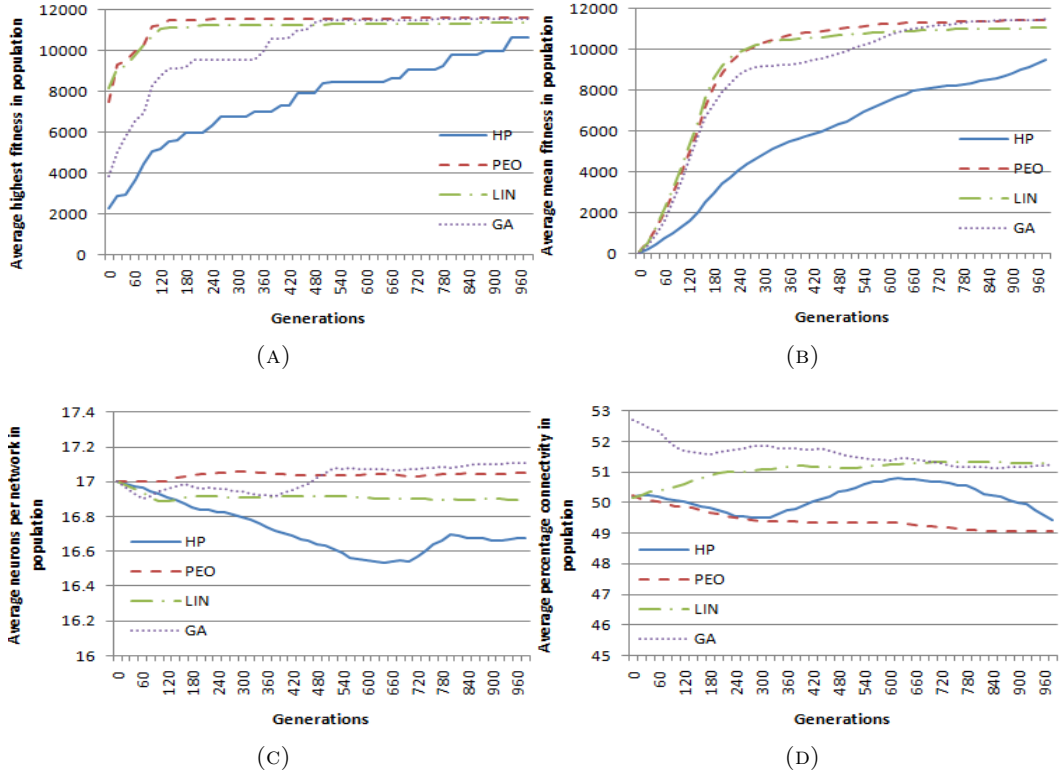 Average highest fitness in population
12000
10000
8000
6000
4000
2000
0
HP
PEO
LIN
GA
0 60 120 180 240 300 360 420 480 540 600 660 720 780 840 900 960
Generations
(A)
Average mean fitness in population
12000
10000
8000
6000
4000
2000
0
HP
PEO
LIN
GA
0 60 120 180 240 300 360 420 480 540 600 660 720 780 840 900 960
Generations
(B)
Average neurons per network in
population
17.4
17.2
17
16.8
16.6
16.4
16.2
16
HP
PEO
LIN
GA
0 60 120 180 240 300 360 420 480 540 600 660 720 780 840 900 960
Generations
(C)
Average percentage connectvity in
population
53
52
51
50
49
48
47
46
45
HP
PEO
LIN
GA
0 60 120 180 240 300 360 420 480 540 600 660 720 780 840 900 960
Generations
(D)